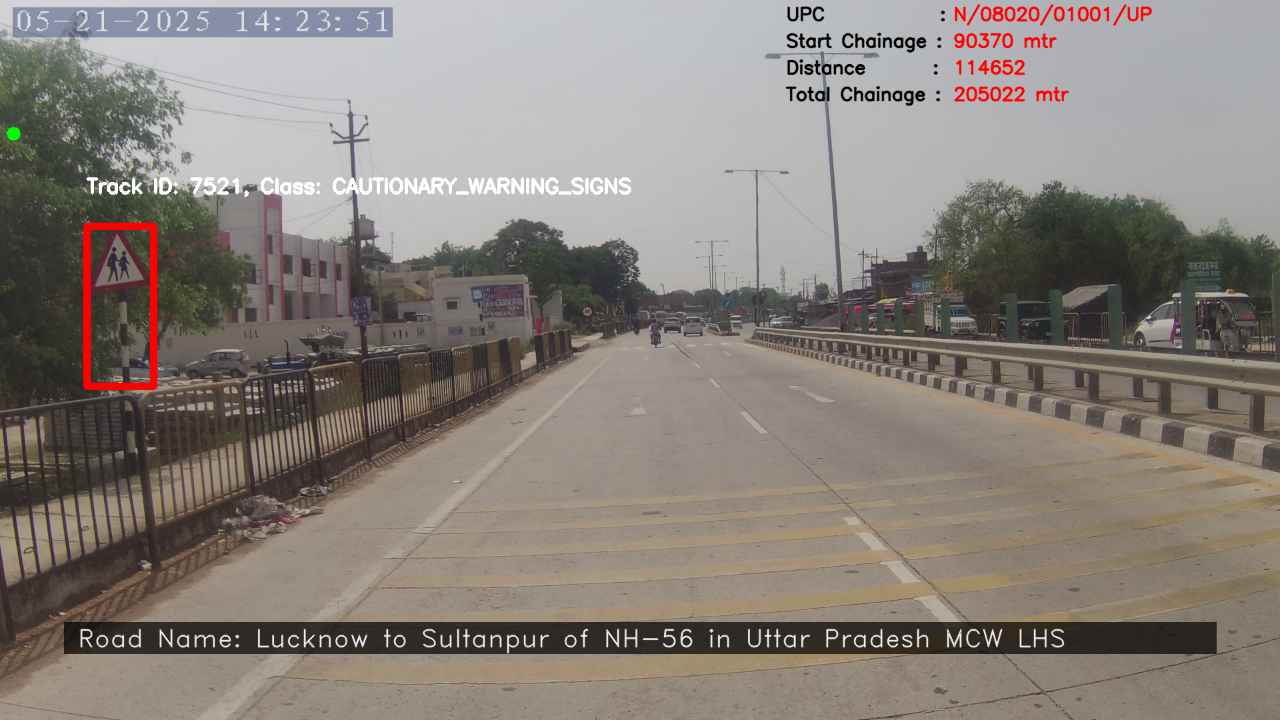 05-21-2025 14:23:51
UPC : N/08020/01001/UP
Start Chainage : 90370 mtr
Distance : 114652
Total Chainage : 205022 mtr
Track ID: 7521, Class: CAUTIONARY_WARNING_SIGNS
Road Name: Lucknow to Sultanpur of NH-56 in Uttar Pradesh MCW LHS